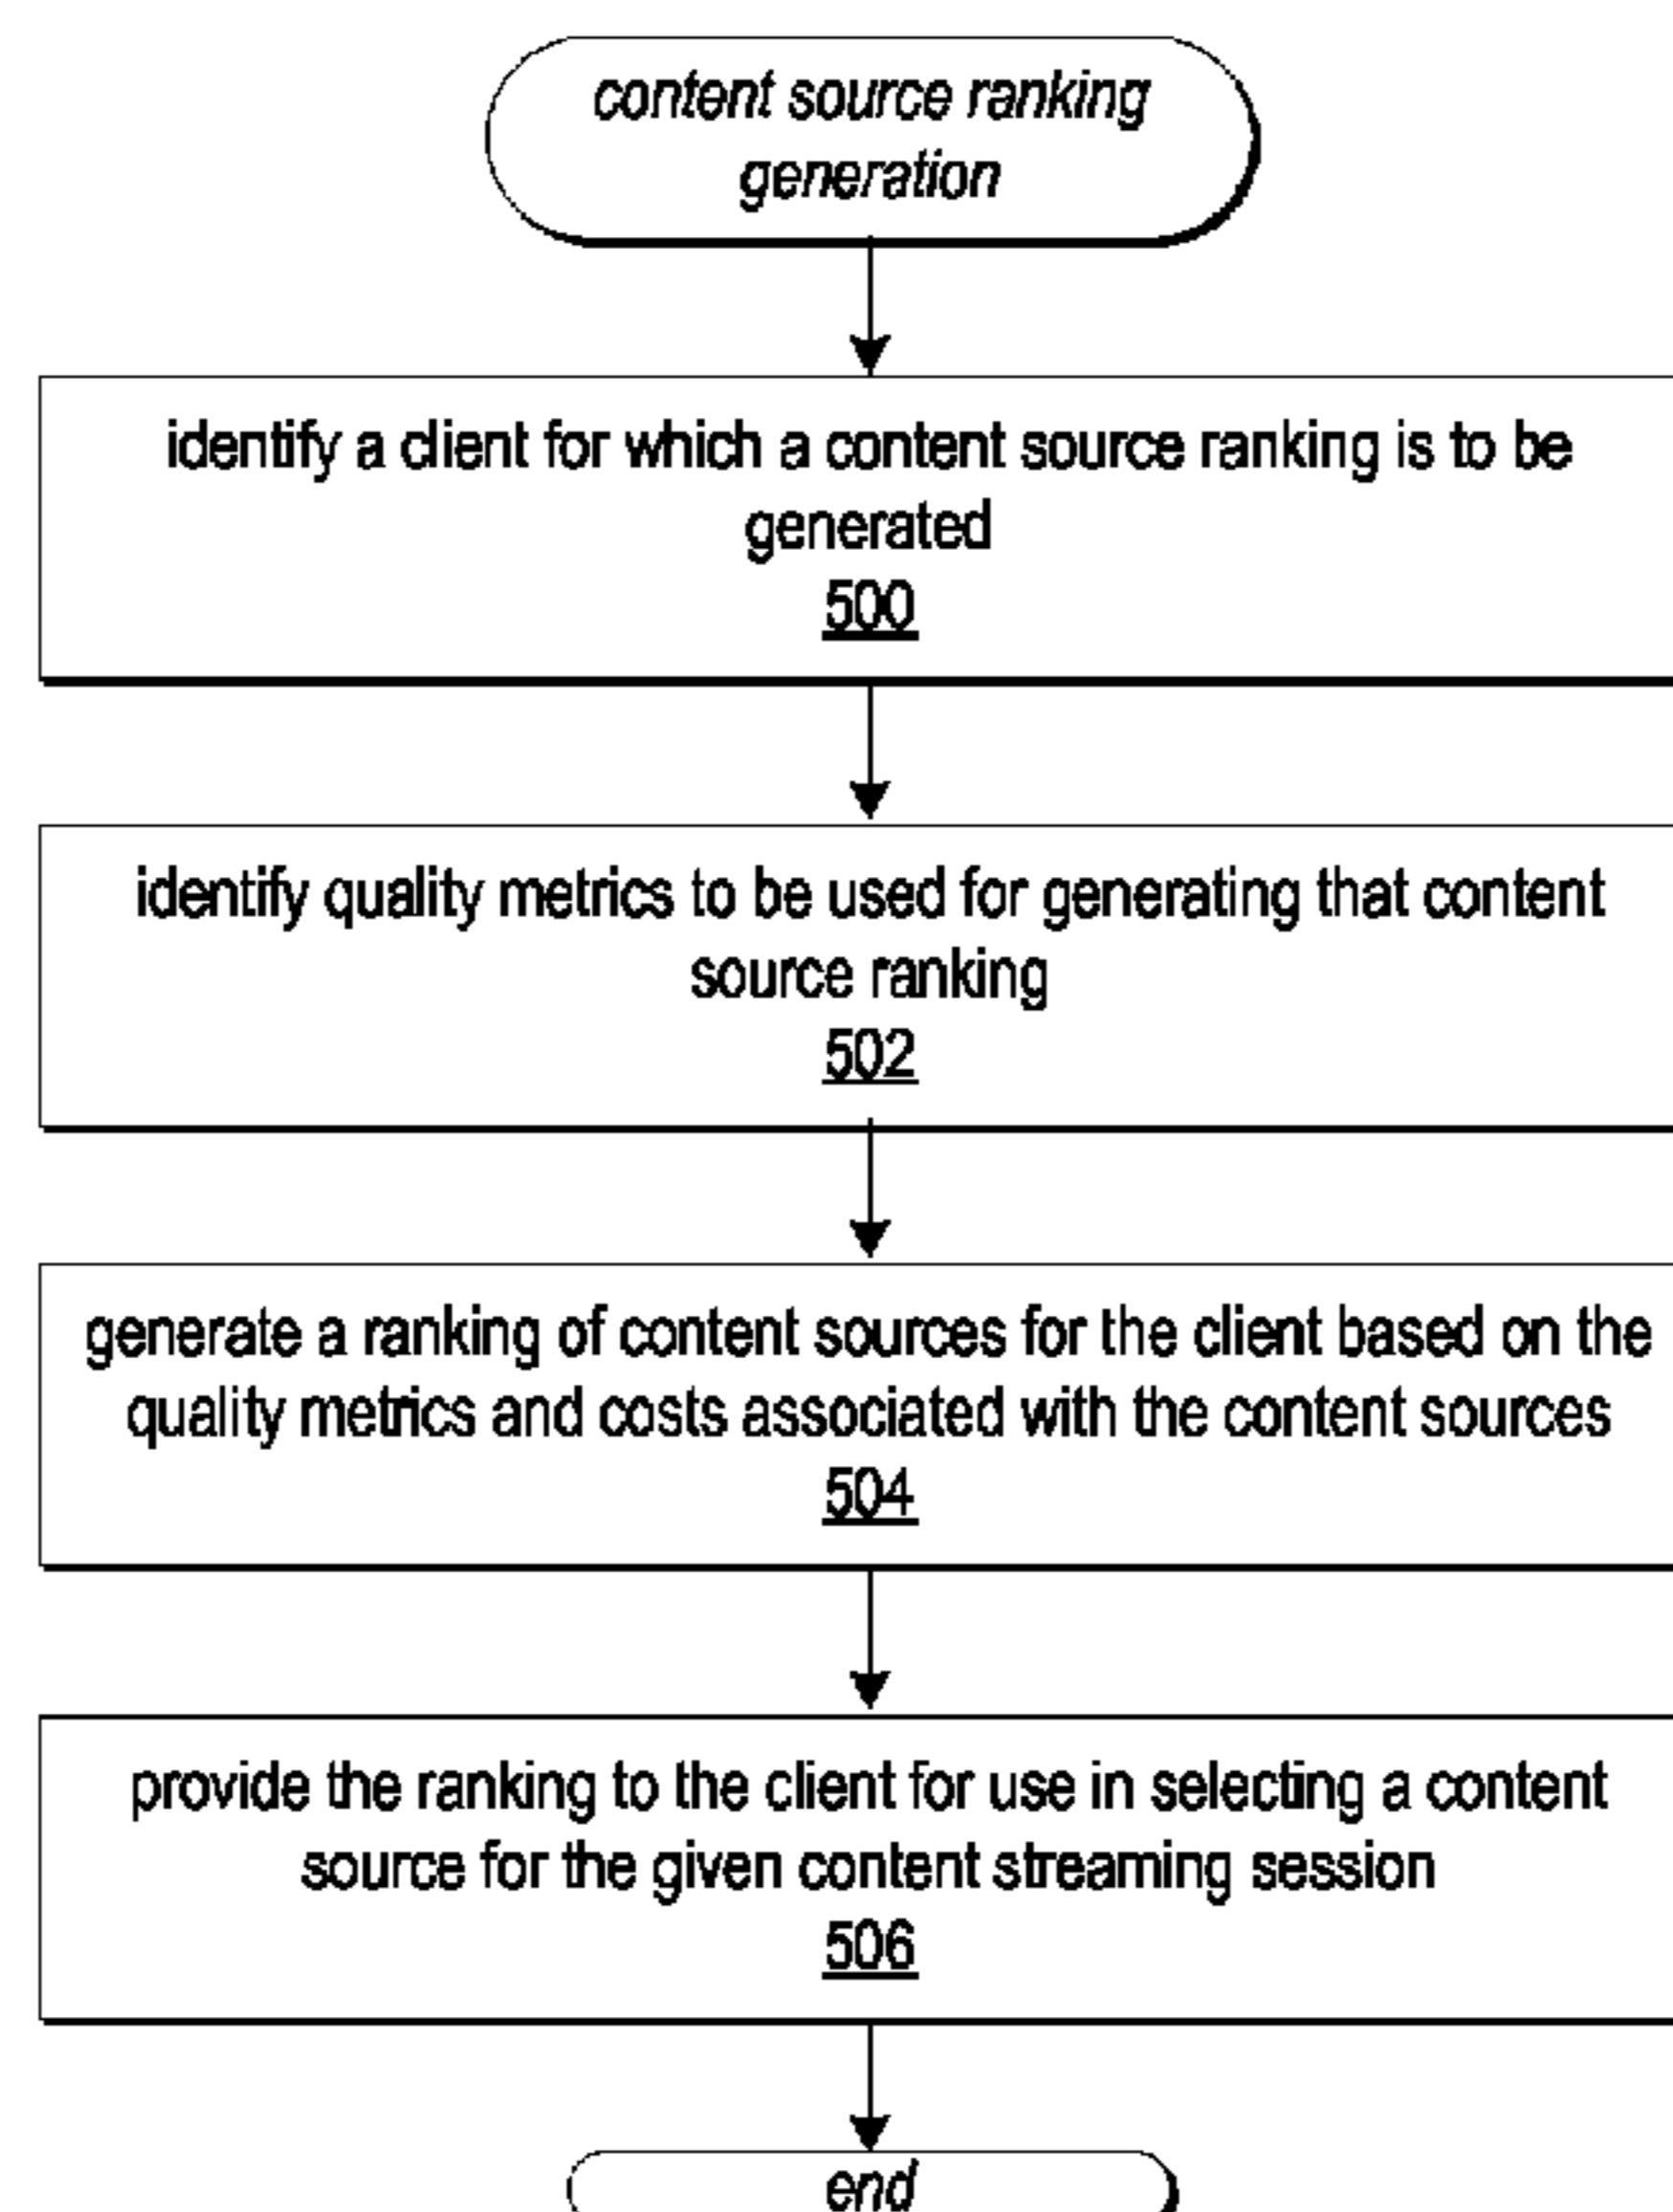 content source ranking
generation
identify a client for which a content source ranking is to be
generated
500
identify quality metrics to be used for generating that content
source ranking
502
generate a ranking of content sources for the client based on the
quality metrics and costs associated with the content sources
504
provide the ranking to the client for use in selecting a content
source for the given content streaming session
506
end